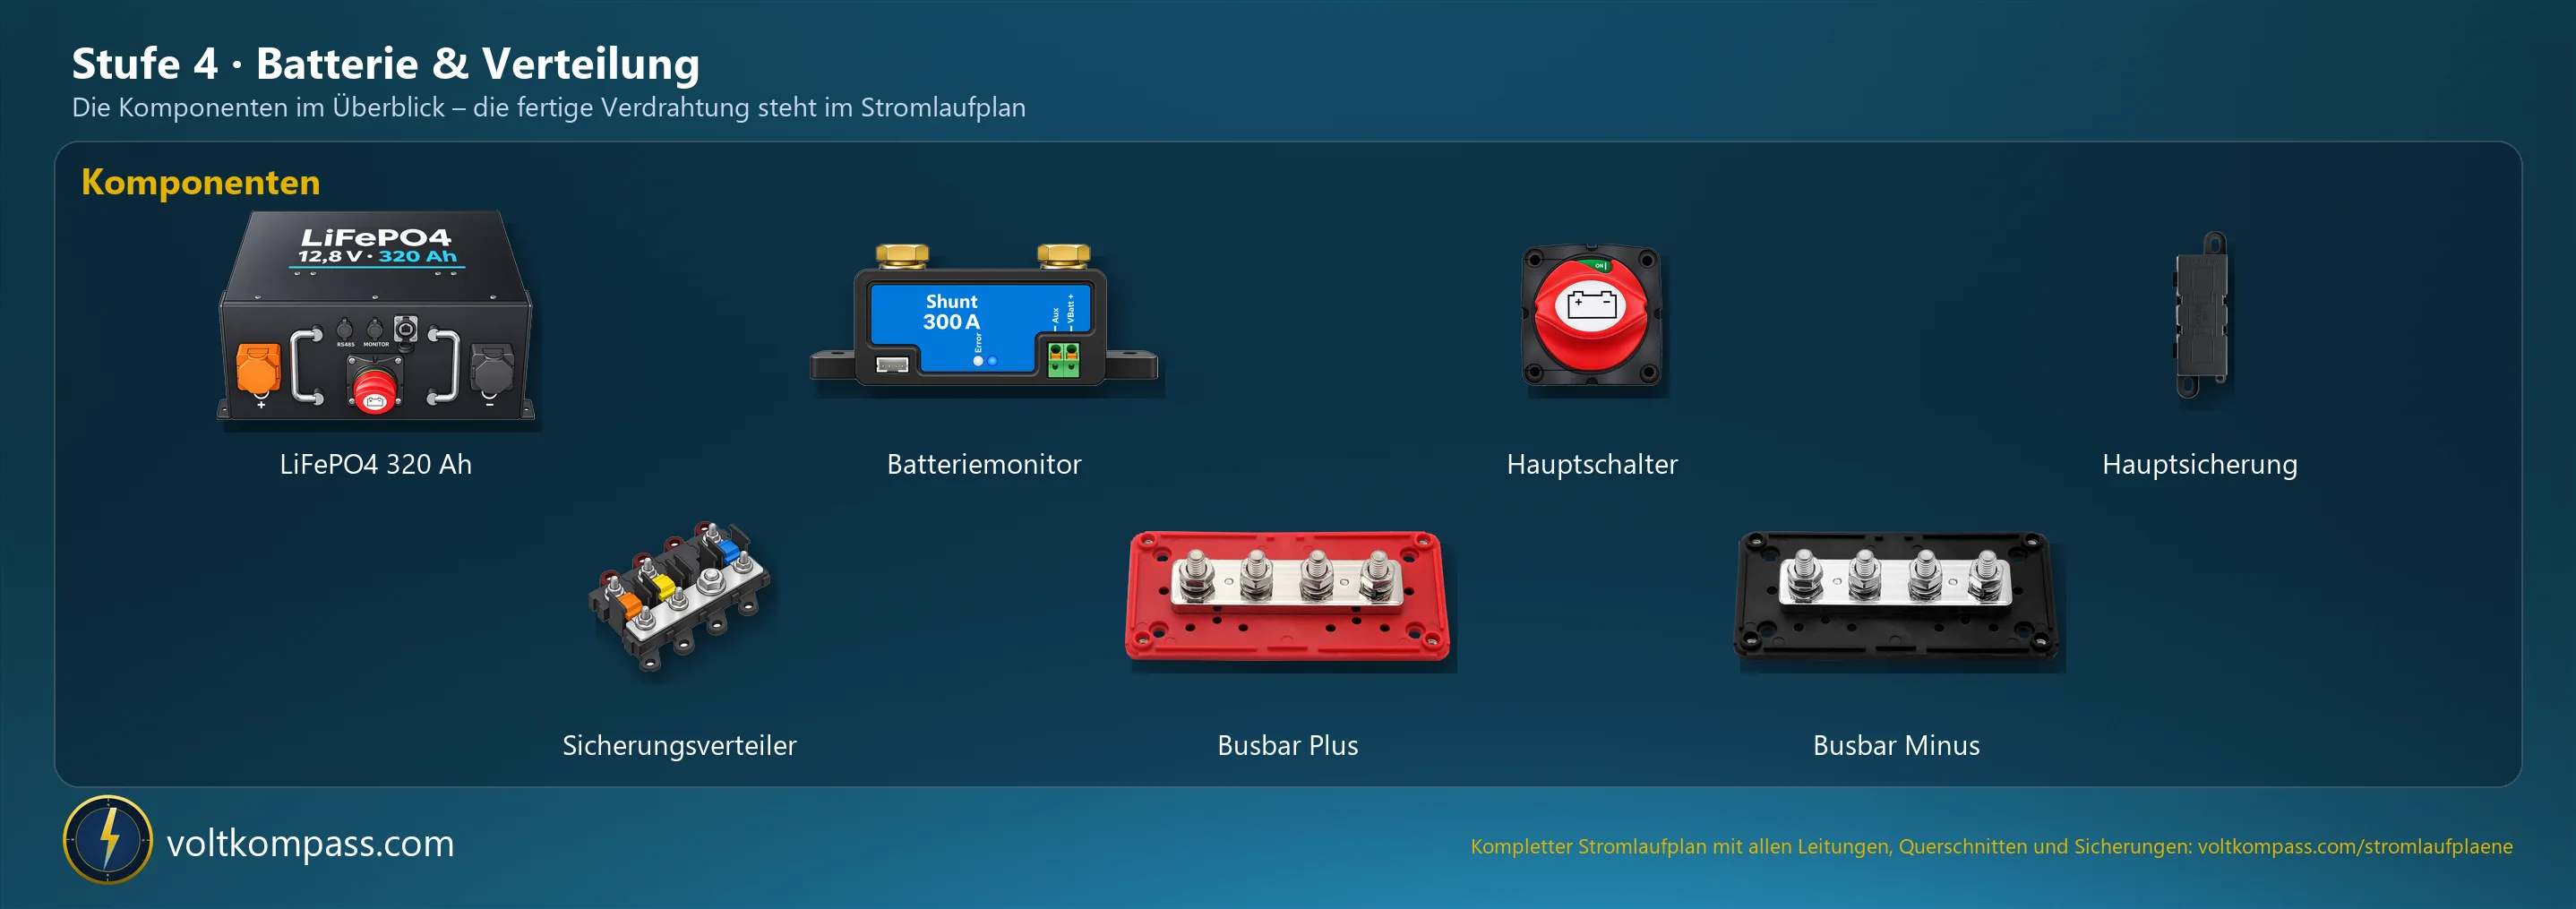 Stufe 4 · Batterie & Verteilung
Die Komponenten im Überblick – die fertige Verdrahtung steht im Stromlaufplan
Komponenten
LiFePO4
12,8 V · 320 Ah
RS485
MONITOR
+
–
LiFePO4 320 Ah
Shunt
300 A
Error
Aux
VBatt +
Batteriemonitor
ON
+ –
Hauptschalter
Hauptsicherung
Sicherungsverteiler
Busbar Plus
Busbar Minus
voltkompass.com
Kompletter Stromlaufplan mit allen Leitungen, Querschnitten und Sicherungen: voltkompass.com/stromlaufplaene